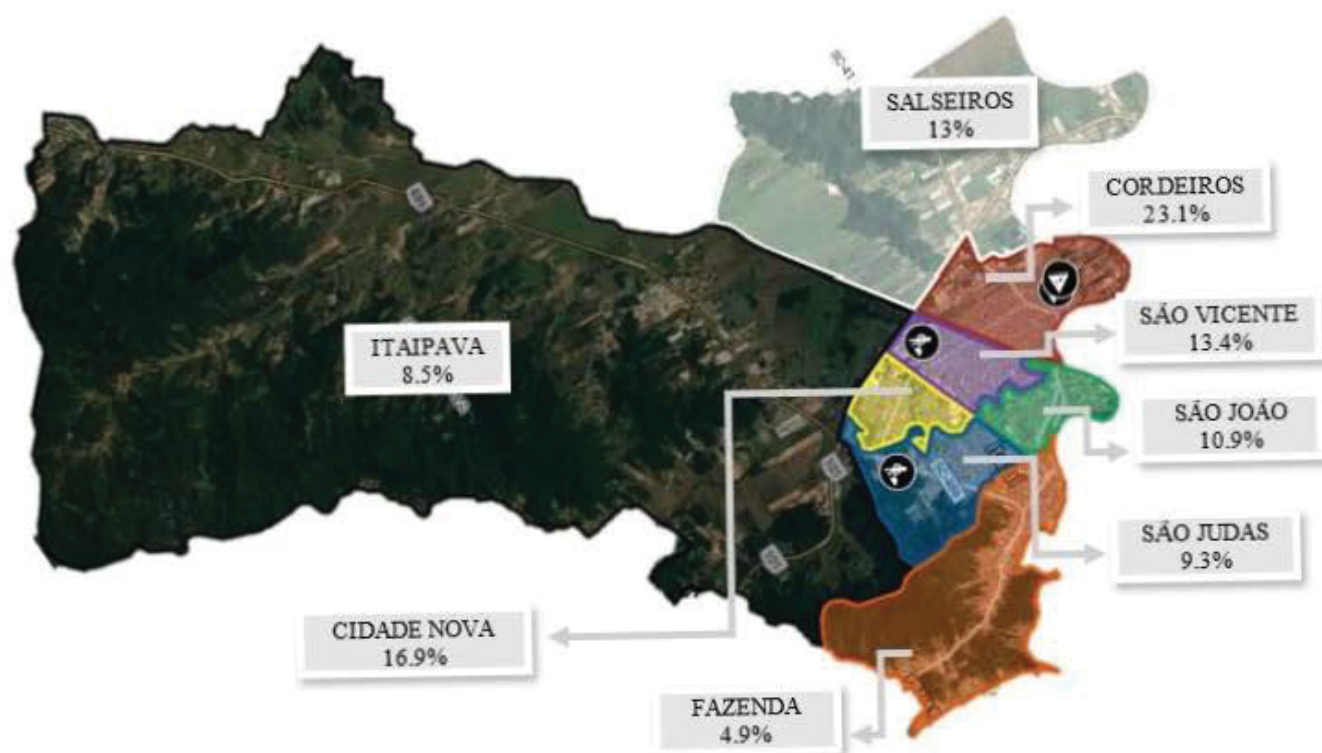 SALSEIROS
13%
CORDEIROS
23.1%
SÃO VICENTE
13.4%
ITAIPAVA
8.5%
SÃO JOÃO
10.9%
SÃO JUDAS
9.3%
CIDADE NOVA
16.9%
FAZENDA
4.9%